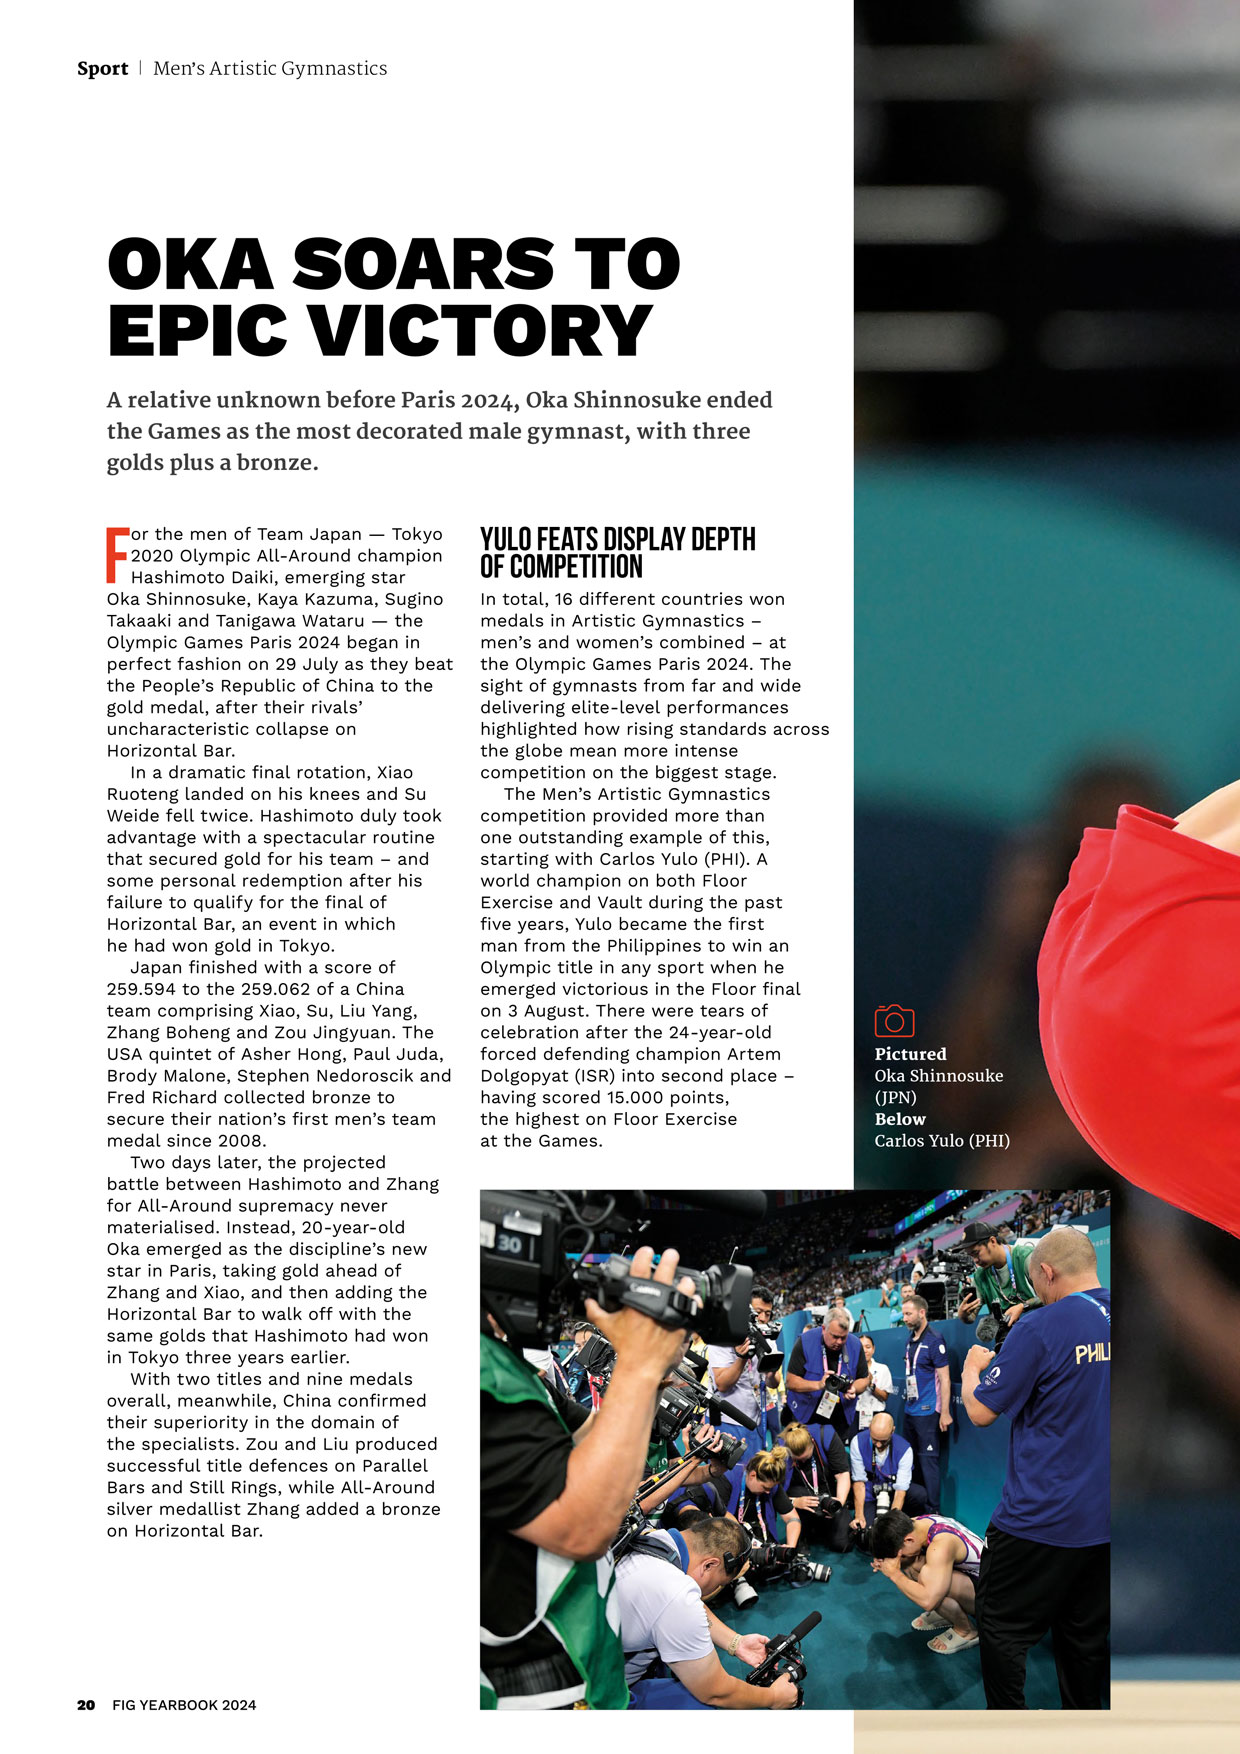 Sport | Men’s Artistic Gymnastics
OKA SOARS TO
EPIC VICTORY
A relative unknown before Paris 2024, Oka Shinnosuke ended
the Games as the most decorated male gymnast, with three
golds plus a bronze.
For the men of Team Japan — Tokyo
2020 Olympic All-Around champion
Hashimoto Daiki, emerging star
Oka Shinnosuke, Kaya Kazuma, Sugino
Takaaki and Tanigawa Wataru — the
Olympic Games Paris 2024 began in
perfect fashion on 29 July as they beat
the People’s Republic of China to the
gold medal, after their rivals’
uncharacteristic collapse on
Horizontal Bar.
In a dramatic final rotation, Xiao
Ruoteng landed on his knees and Su
Weide fell twice. Hashimoto duly took
advantage with a spectacular routine
that secured gold for his team – and
some personal redemption after his
failure to qualify for the final of
Horizontal Bar, an event in which
he had won gold in Tokyo.
Japan finished with a score of
259.594 to the 259.062 of a China
team comprising Xiao, Su, Liu Yang,
Zhang Boheng and Zou Jingyuan. The
USA quintet of Asher Hong, Paul Juda,
Brody Malone, Stephen Nedoroscik and
Fred Richard collected bronze to
secure their nation’s first men’s team
medal since 2008.
Two days later, the projected
battle between Hashimoto and Zhang
for All-Around supremacy never
materialised. Instead, 20-year-old
Oka emerged as the discipline’s new
star in Paris, taking gold ahead of
Zhang and Xiao, and then adding the
Horizontal Bar to walk off with the
same golds that Hashimoto had won
in Tokyo three years earlier.
With two titles and nine medals
overall, meanwhile, China confirmed
their superiority in the domain of
the specialists. Zou and Liu produced
successful title defences on Parallel
Bars and Still Rings, while All-Around
silver medallist Zhang added a bronze
on Horizontal Bar.
YULO FEATS DISPLAY DEPTH
OF COMPETITION
In total, 16 different countries won
medals in Artistic Gymnastics –
men’s and women’s combined – at
the Olympic Games Paris 2024. The
sight of gymnasts from far and wide
delivering elite-level performances
highlighted how rising standards across
the globe mean more intense
competition on the biggest stage.
The Men’s Artistic Gymnastics
competition provided more than
one outstanding example of this,
starting with Carlos Yulo (PHI). A
world champion on both Floor
Exercise and Vault during the past
five years, Yulo became the first
man from the Philippines to win an
Olympic title in any sport when he
emerged victorious in the Floor final
on 3 August. There were tears of
celebration after the 24-year-old
forced defending champion Artem
Dolgopyat (ISR) into second place –
having scored 15.000 points,
the highest on Floor Exercise
at the Games.
Pictured
Oka Shinnosuke
(JPN)
Below
Carlos Yulo (PHI)
30
Canon
PHIL
20 FIG YEARBOOK 2024